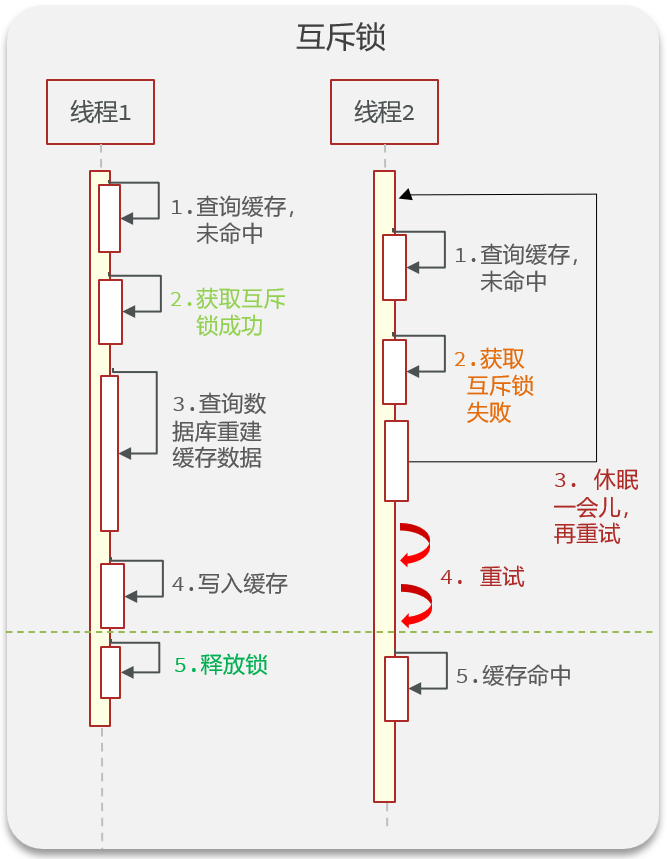 互斥锁
线程1
1.查询缓存，
未命中
2.获取互斥
锁成功
3.查询数
据库重建
缓存数据
4.写入缓存
5.释放锁
线程2
1.查询缓存，
未命中
2.获取
互斥锁
失败
3. 休眠
一会儿，
再重试
4. 重试
5.缓存命中